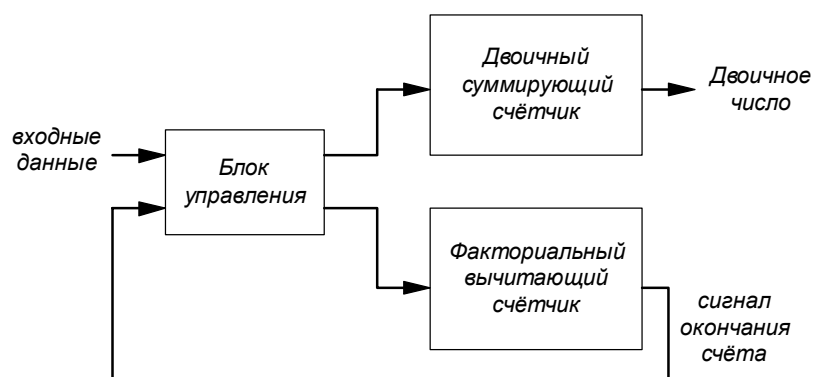 входные
данные
Блок
управления
Двоичный
суммирующий
счётчик
Двоичное
число
Факториальный
вычитающий
счётчик
сигнал
окончания
счёта